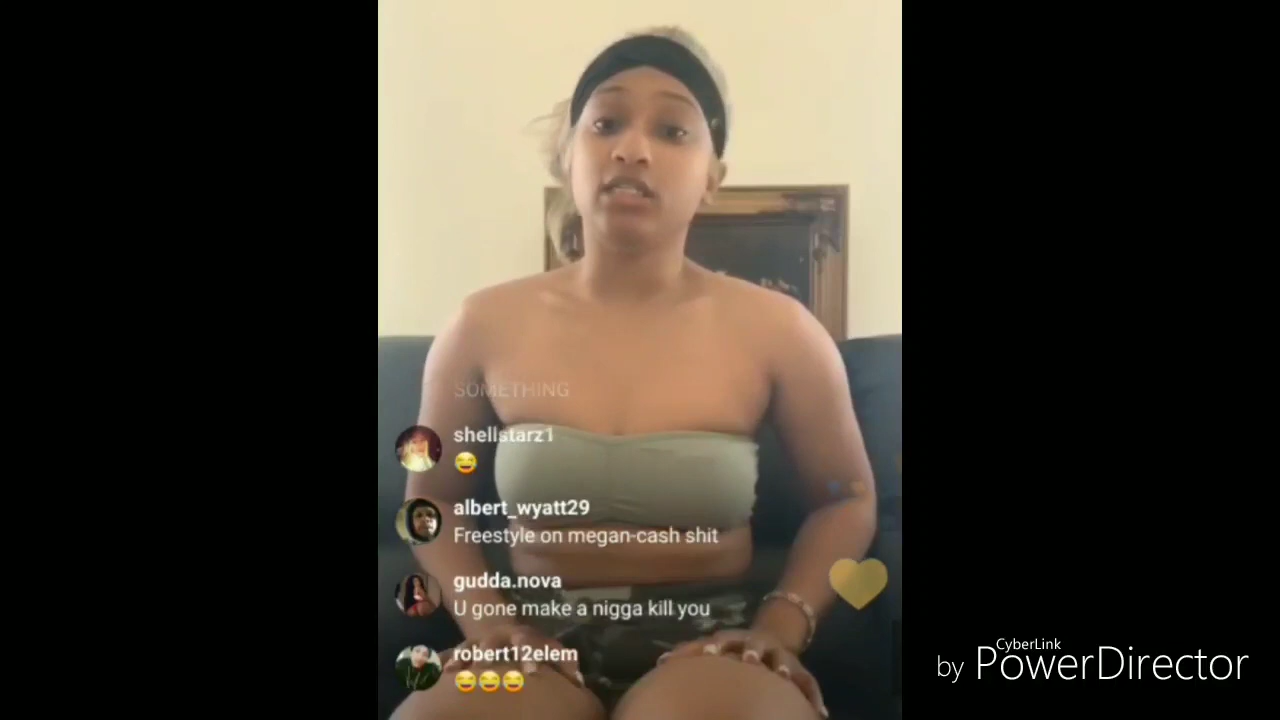 SOMETHING
shellstarz1
😅
albert_wyatt29
Freestyle on megan-cash shit
gudda.nova
U gone make a nigga kill you
robert12elem
😂😂😂
CyberLink
by PowerDirector